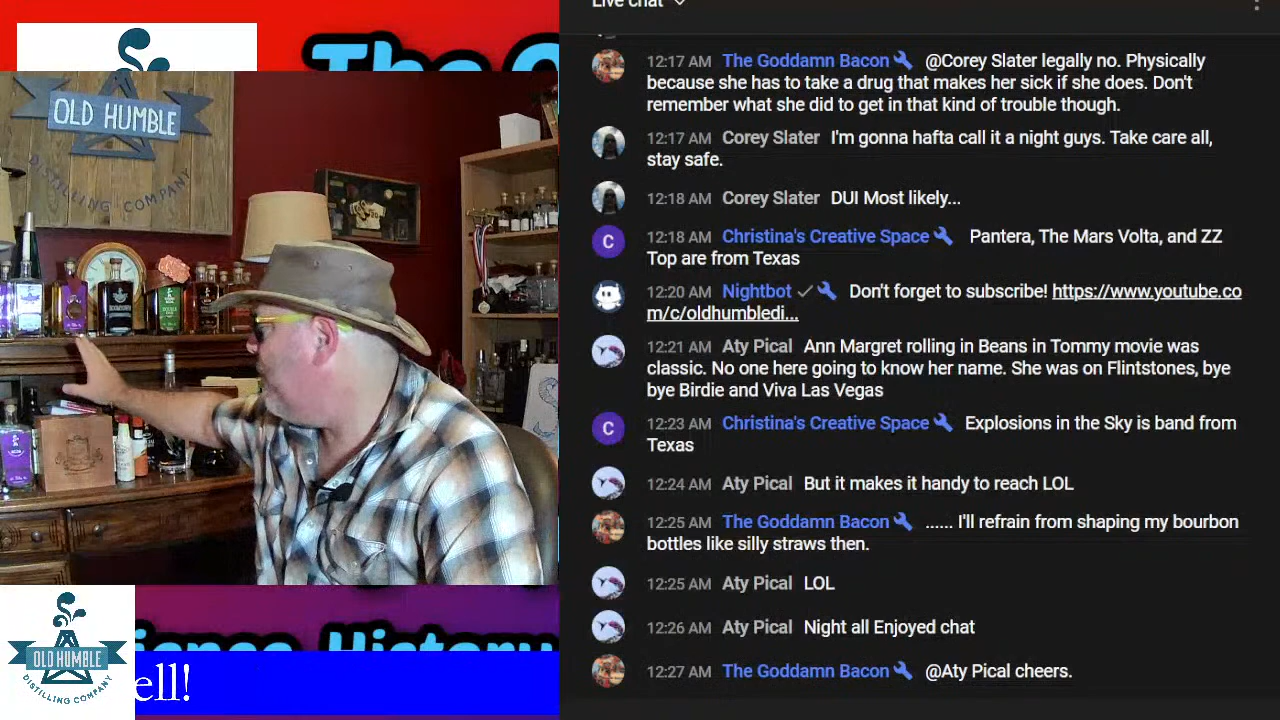 Live chat
The
OLD HUMBLE
DISTILLING COMPANY
12:17 AM The Goddamn Bacon @Corey Slater legally no. Physically
because she has to take a drug that makes her sick if she does. Don't
remember what she did to get in that kind of trouble though.
12:17 AM Corey Slater I'm gonna hafta call it a night guys. Take care all,
stay safe.
12:18 AM Corey Slater DUI Most likely...
C 12:18 AM Christina's Creative Space Pantera, The Mars Volta, and ZZ
Top are from Texas
12:20 AM Nightbot Don't forget to subscribe! https://www.youtube.co
m/c/oldhumbledi...
12:21 AM Aty Pical Ann Margret rolling in Beans in Tommy movie was
classic. No one here going to know her name. She was on Flintstones, bye
bye Birdie and Viva Las Vegas
C 12:23 AM Christina's Creative Space Explosions in the Sky is band from
Texas
12:24 AM Aty Pical But it makes it handy to reach LOL
12:25 AM The Goddamn Bacon ...... I'll refrain from shaping my bourbon
bottles like silly straws then.
12:25 AM Aty Pical LOL
12:26 AM Aty Pical Night all Enjoyed chat
12:27 AM The Goddamn Bacon @Aty Pical cheers.
ience History
OLD HUMBLE
DISTILLING COMPANY
ell!